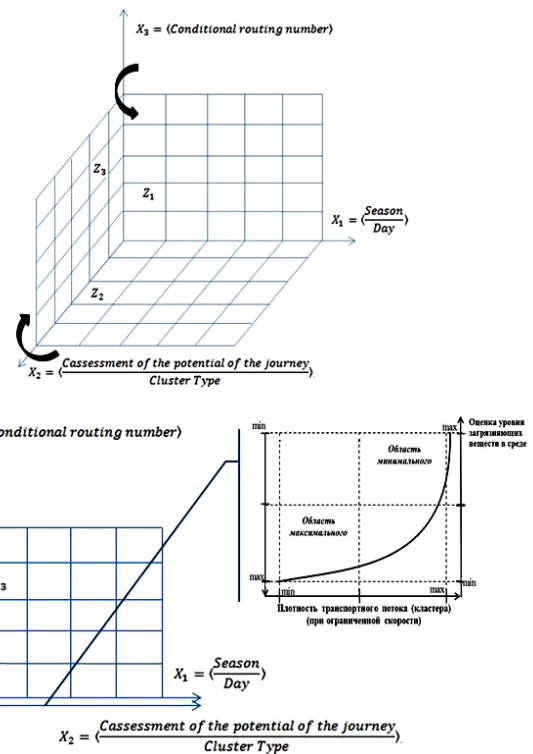 X₃ = ⟨Conditional routing number⟩
Z₃
Z₁
X₁ = ⟨Season/Day⟩
Z₂
X₂ = ⟨Cassessment of the potential of the journey/Cluster Type⟩
onditional routing number⟩
min
max
Оценка уровня
загрязняющих
веществ в среде
Область
минимального
Область
максимального
max
min
min
max
Плотность транспортного потока (кластера)
(при ограниченной скорости)
3
X₁ = ⟨Season/Day⟩
X₂ = ⟨Cassessment of the potential of the journey/Cluster Type⟩